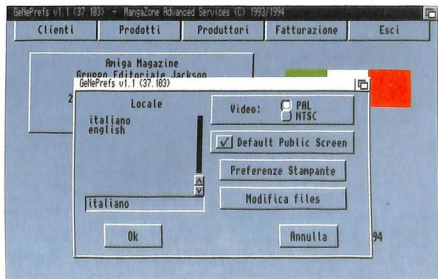 GeNePrefs v1.1 (37.103) - MangaZone Advanced Services (C) 1993/1994
Clienti Prodotti Produttori Fatturazione Esci
Amiga Magazine
Gruppo Editoriale Jackson
2
GeNePrefs v1.1 (37.103)
Locale
italiano
english
italiano
Video: PAL
NTSC
Default Public Screen
Preferenze Stampante
Modifica files
Ok Annulla
94